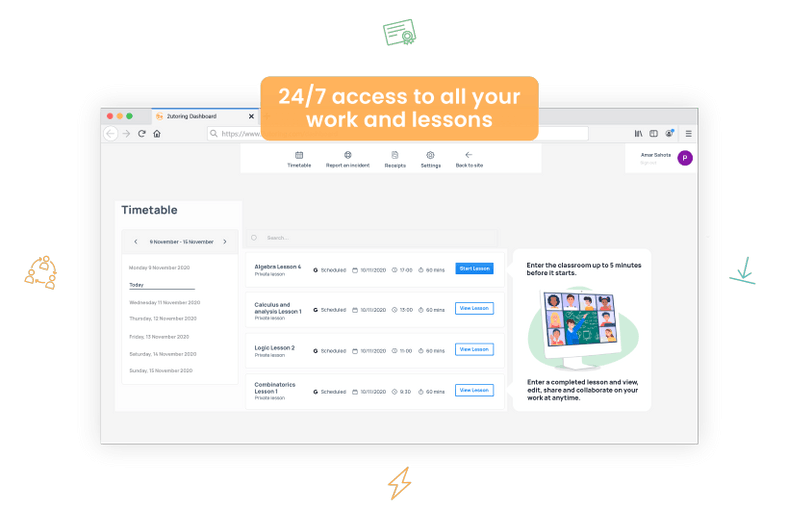 24/7 access to all your
work and lessons
2utoring Dashboard
https://www.
Timetable
Report an incident
Receipts
Settings
Back to site
Amar Sahota
Sign out
P
Timetable
9 November - 15 November
Search...
Monday 9 November 2020
Today
Wednesday 11 November 2020
Thursday, 12 November 2020
Friday, 13 November 2020
Saturday, 14 November 2020
Sunday, 15 November 2020
Algebra Lesson 4
Private lesson
Scheduled 10/11/2020 17:00 60 mins Start Lesson
Calculus and
analysis Lesson 1
Private lesson
Scheduled 10/11/2020 13:00 60 mins View Lesson
Logic Lesson 2
Private lesson
Scheduled 10/11/2020 11:00 60 mins View Lesson
Combinatorics
Lesson 1
Private lesson
Scheduled 10/11/2020 9:30 60 mins View Lesson
Enter the classroom up to 5 minutes
before it starts.
Enter a completed lesson and view,
edit, share and collaborate on your
work at anytime.